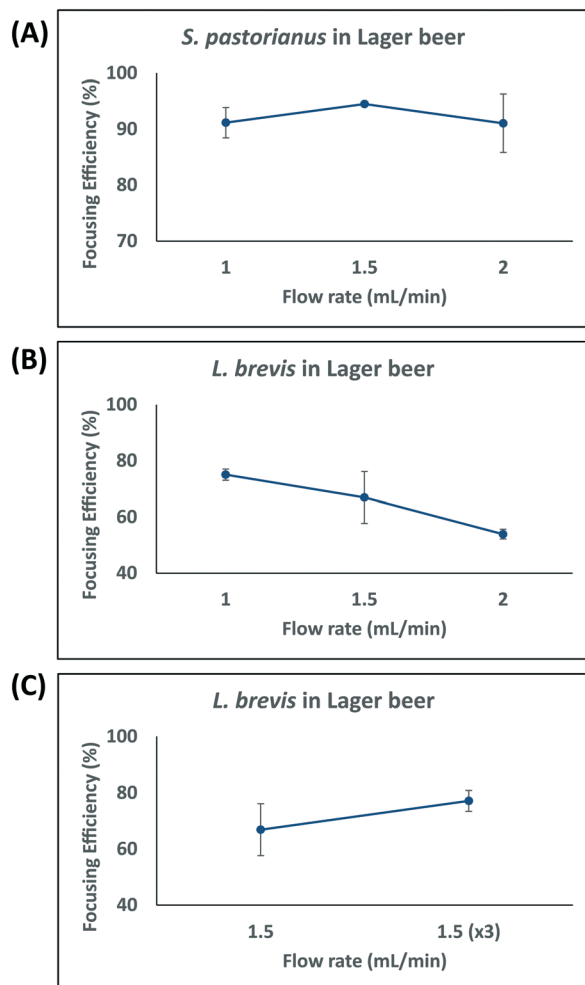 (A)
S. pastorianus in Lager beer
Focusing Efficiency (%)
100
90
80
70
1 1.5 2
Flow rate (mL/min)
(B)
L. brevis in Lager beer
Focusing Efficiency (%)
100
80
60
40
1 1.5 2
Flow rate (mL/min)
(C)
L. brevis in Lager beer
Focusing Efficiency (%)
100
80
60
40
1.5 1.5 (x3)
Flow rate (mL/min)